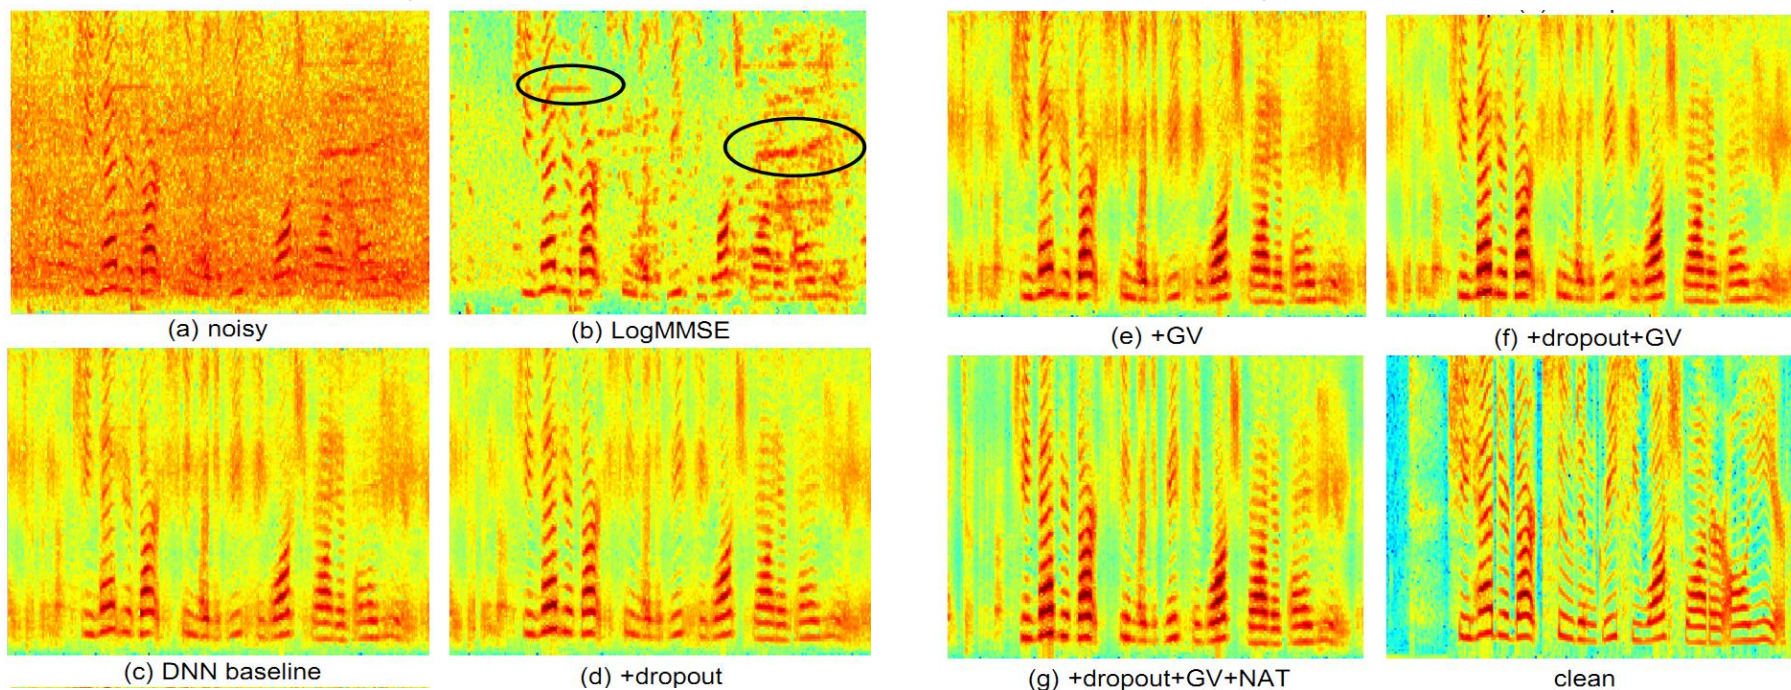 (a) noisy
(b) LogMMSE
(e) +GV
(f) +dropout+GV
(c) DNN baseline
(d) +dropout
(g) +dropout+GV+NAT
clean